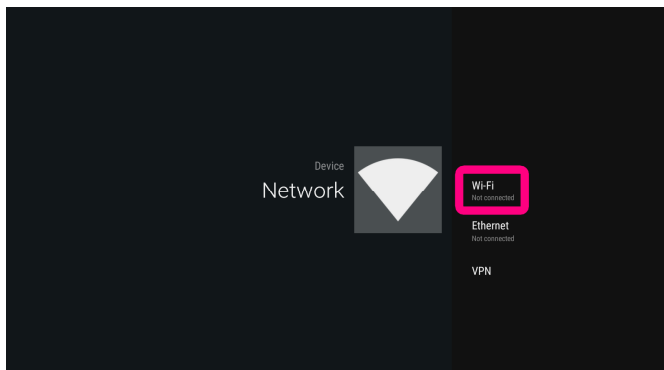 Device
Network
Wi-Fi
Not connected
Ethernet
Not connected
VPN